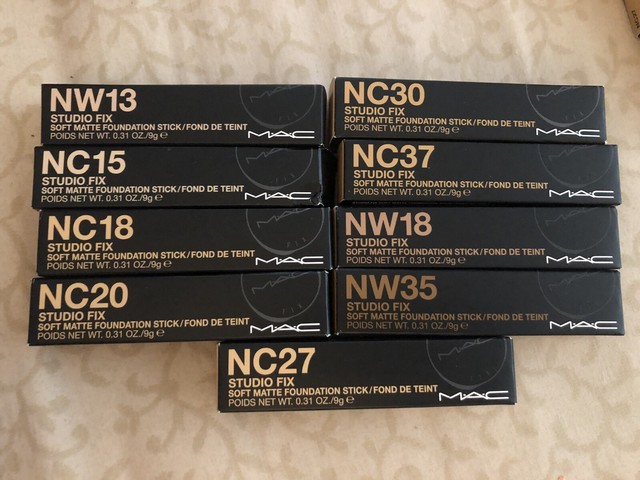 NW13
STUDIO FIX
SOFT MATTE FOUNDATION STICK/FOND DE TEINT
POIDS NET WT. 0.31 OZ./9g ℮
MAC
NC15
STUDIO FIX
SOFT MATTE FOUNDATION STICK/FOND DE TEINT
POIDS NET WT. 0.31 OZ./9g ℮
MAC
NC18
STUDIO FIX
SOFT MATTE FOUNDATION STICK/FOND DE TEINT
POIDS NET WT. 0.31 OZ./9g ℮
MAC
NC20
STUDIO FIX
SOFT MATTE FOUNDATION STICK/FOND DE TEINT
POIDS NET WT. 0.31 OZ./9g ℮
MAC
NC30
STUDIO FIX
SOFT MATTE FOUNDATION STICK/FOND DE TEINT
POIDS NET WT. 0.31 OZ./9g ℮
MAC
NC37
STUDIO FIX
SOFT MATTE FOUNDATION STICK/FOND DE TEINT
POIDS NET WT. 0.31 OZ./9g ℮
MAC
NW18
STUDIO FIX
SOFT MATTE FOUNDATION STICK/FOND DE TEINT
POIDS NET WT. 0.31 OZ./9g ℮
MAC
NW35
STUDIO FIX
SOFT MATTE FOUNDATION STICK/FOND DE TEINT
POIDS NET WT. 0.31 OZ./9g ℮
MAC
NC27
STUDIO FIX
SOFT MATTE FOUNDATION STICK/FOND DE TEINT
POIDS NET WT. 0.31 OZ./9g ℮
MAC